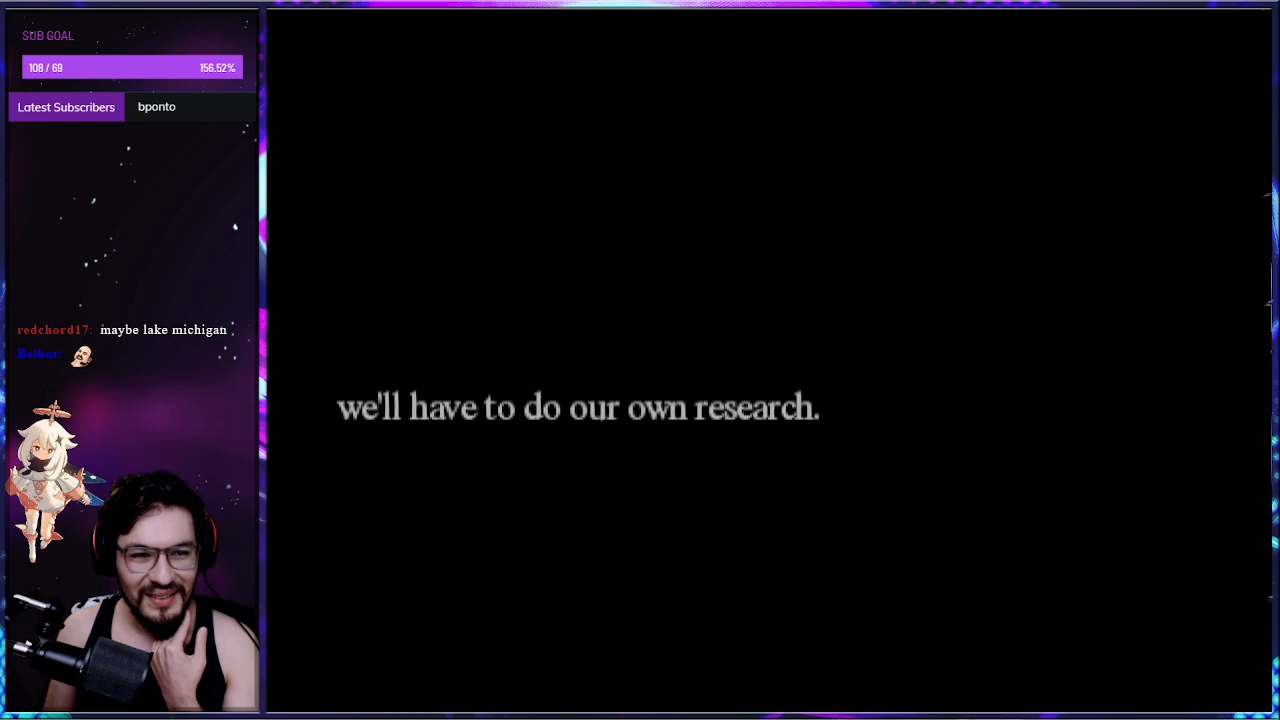 SUB GOAL
108 / 69 156.52%
Latest Subscribers bponto
redchord17: maybe lake michigan
Balkor:
we'll have to do our own research.